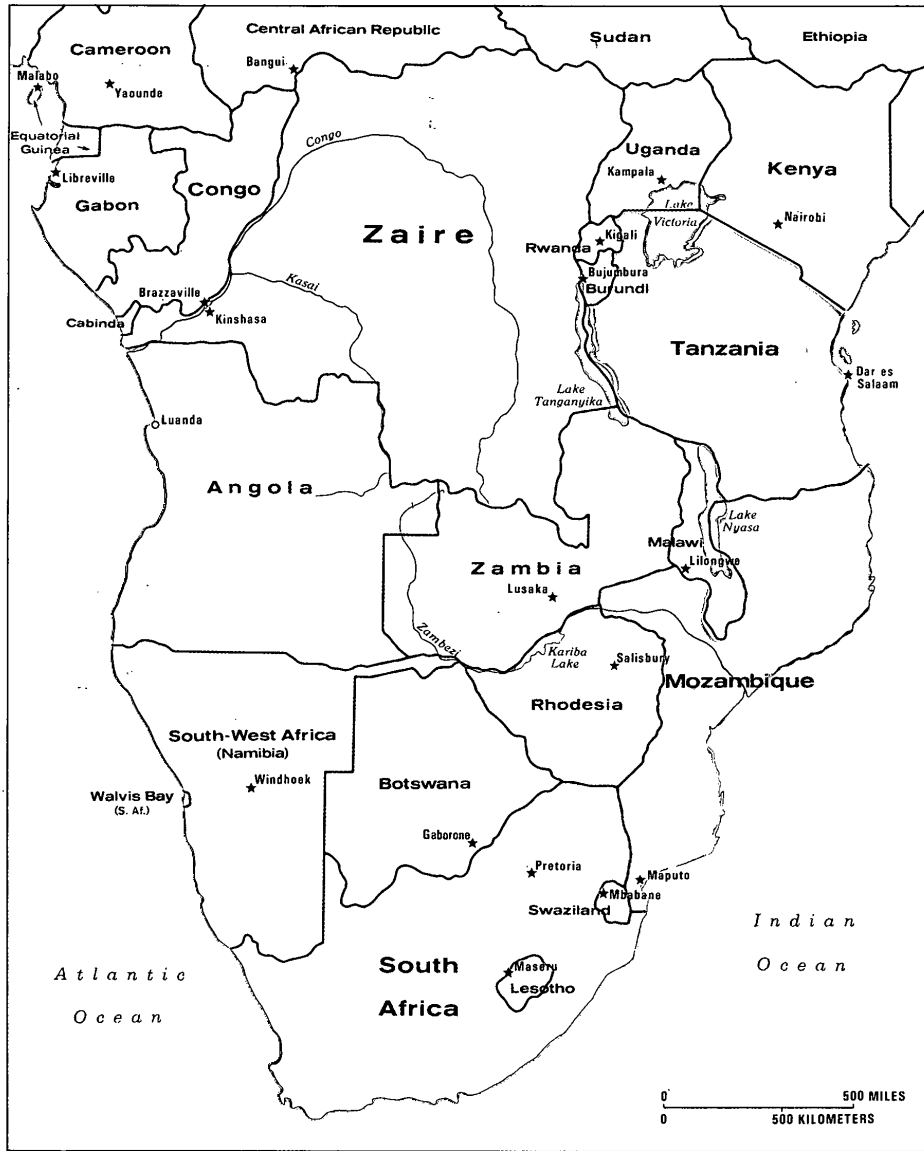 Central African Republic
Cameroon
Sudan
Ethiopia
Bangui
Malabo
Yaounde
Equatorial
Guinea
Congo
Uganda
Kampala
Kenya
Libreville
Congo
Gabon
Zaire
Lake
Victoria
Nairobi
Kigali
Rwanda
Bujumbura
Burundi
Kasai
Brazzaville
Kinshasa
Cabinda
Tanzania
Dar es
Salaam
Lake
Tanganyika
Luanda
Angola
Lake
Nyasa
Malawi
Lilongwe
Zambia
Lusaka
Zambezi
Kariba
Lake
Salisbury
Mozambique
Rhodesia
South-West Africa
(Namibia)
Windhoek
Walvis Bay
(S. Af.)
Botswana
Gaborone
Pretoria
Maputo
Mbabane
Swaziland
Indian
Ocean
Atlantic
Ocean
South
Africa
Maseru
Lesotho
0 500 MILES
0 500 KILOMETERS